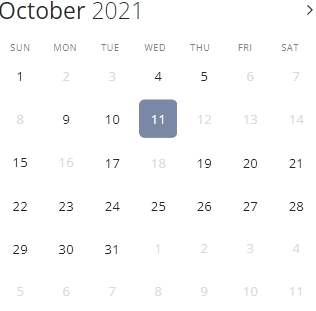 October 2021 >
SUN MON TUE WED THU FRI SAT
1 2 3 4 5 6 7
8 9 10 11 12 13 14
15 16 17 18 19 20 21
22 23 24 25 26 27 28
29 30 31 1 2 3 4
5 6 7 8 9 10 11